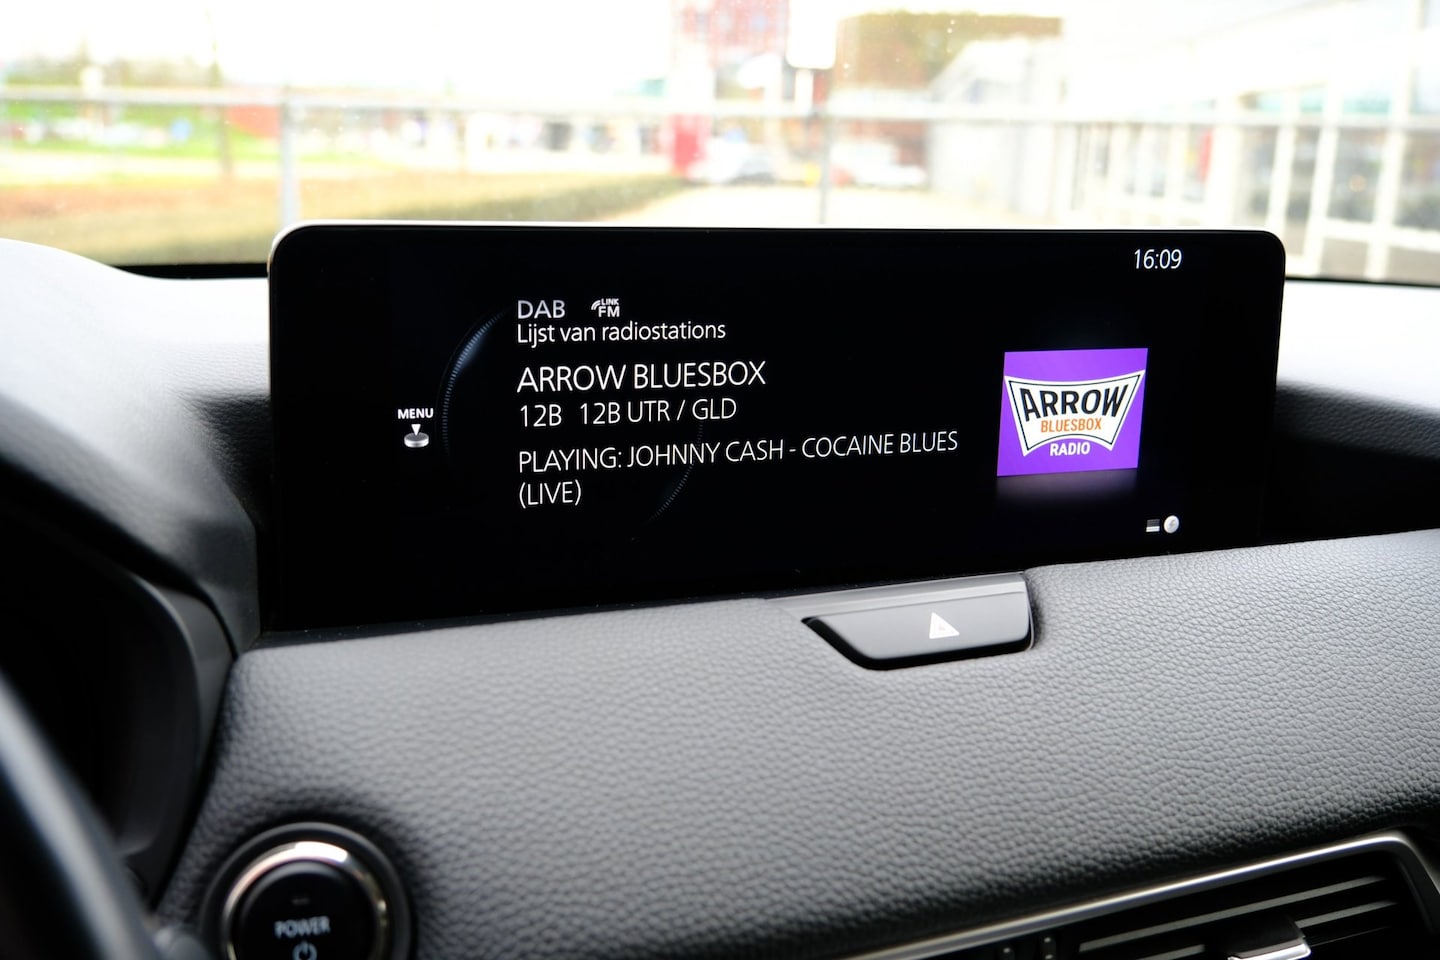 16:09
DAB LINK FM
Lijst van radiostations
ARROW BLUESBOX
12B 12B UTR / GLD
PLAYING: JOHNNY CASH - COCAINE BLUES
(LIVE)
MENU
ARROW
BLUESBOX
RADIO
POWER